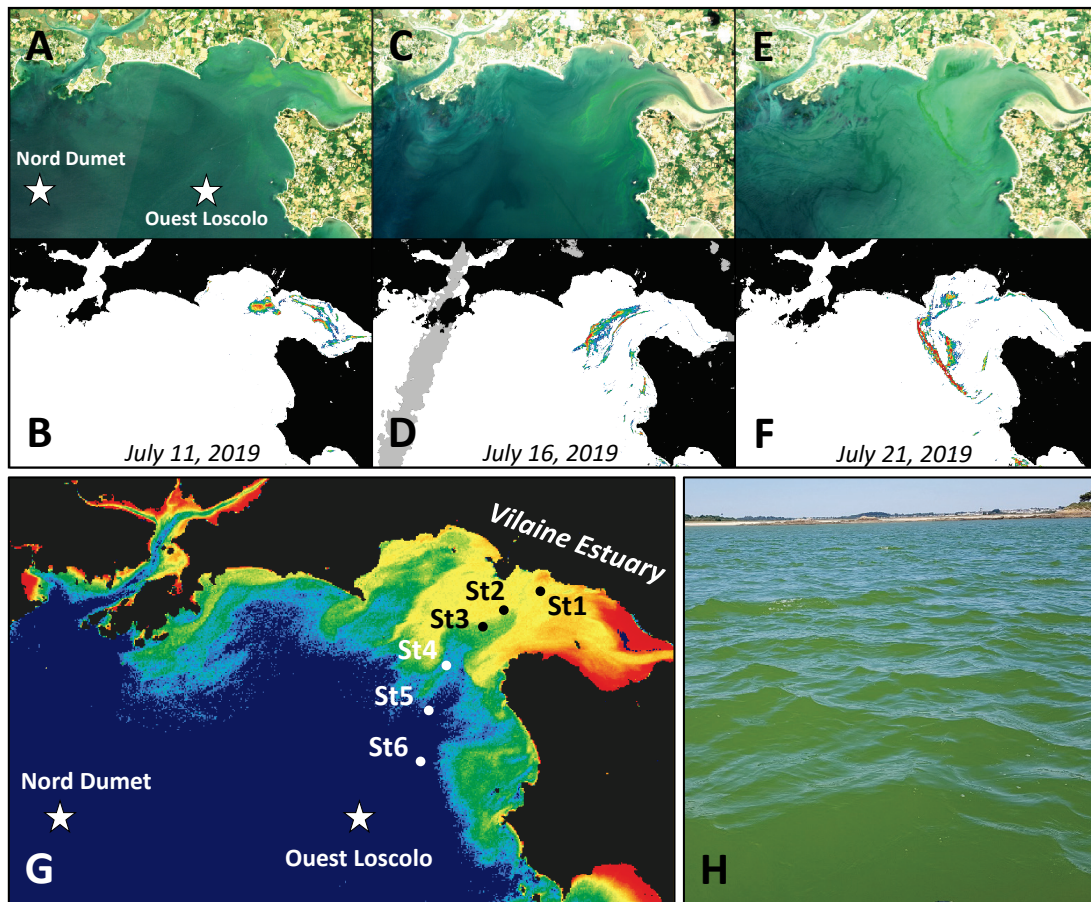 A
C
E
Nord Dumet
Ouest Loscolo
B
July 11, 2019
D
July 16, 2019
F
July 21, 2019
Vilaine Estuary
St1
St2
St3
St4
St5
St6
Nord Dumet
Ouest Loscolo
G
H